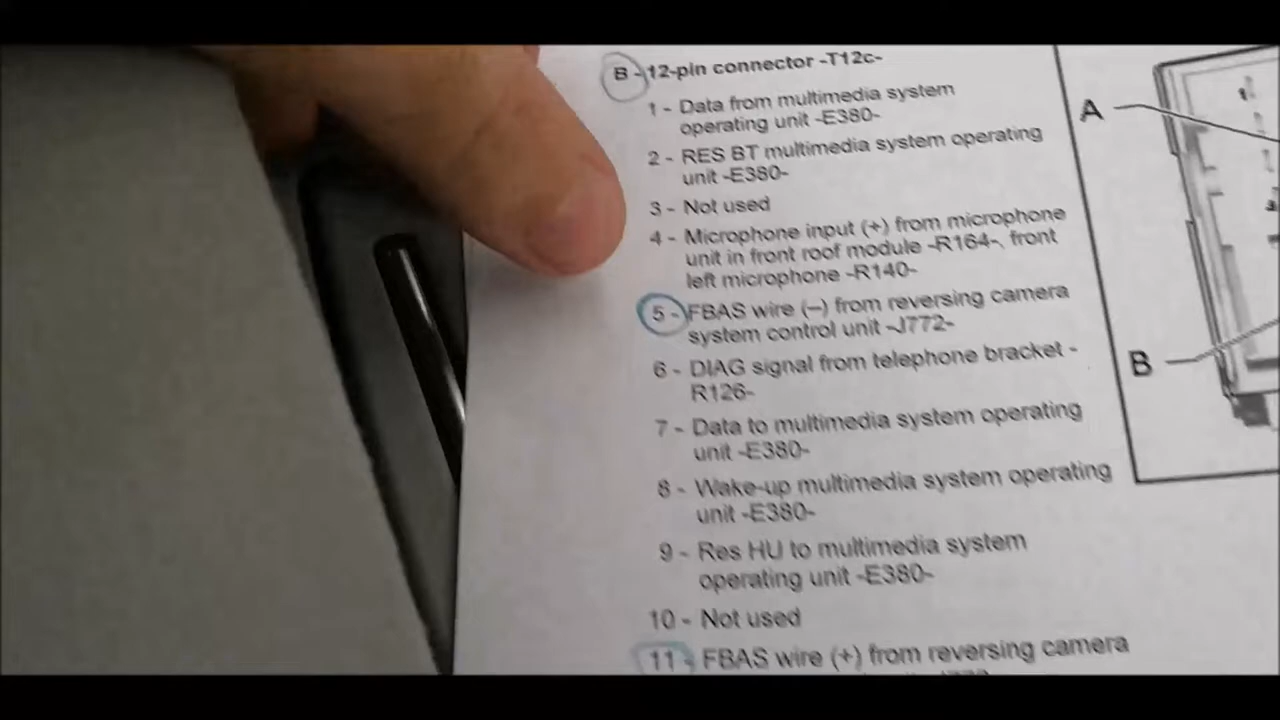 B - 12-pin connector -T12c-
1 - Data from multimedia system
operating unit -E380-
2 - RES BT multimedia system operating
unit -E380-
3 - Not used
4 - Microphone input (+) from microphone
unit in front roof module -R164-, front
left microphone -R140-
5 - FBAS wire (–) from reversing camera
system control unit -J772-
6 - DIAG signal from telephone bracket -
R126-
7 - Data to multimedia system operating
unit -E380-
8 - Wake-up multimedia system operating
unit -E380-
9 - Res HU to multimedia system
operating unit -E380-
10 - Not used
11 - FBAS wire (+) from reversing camera
A
B